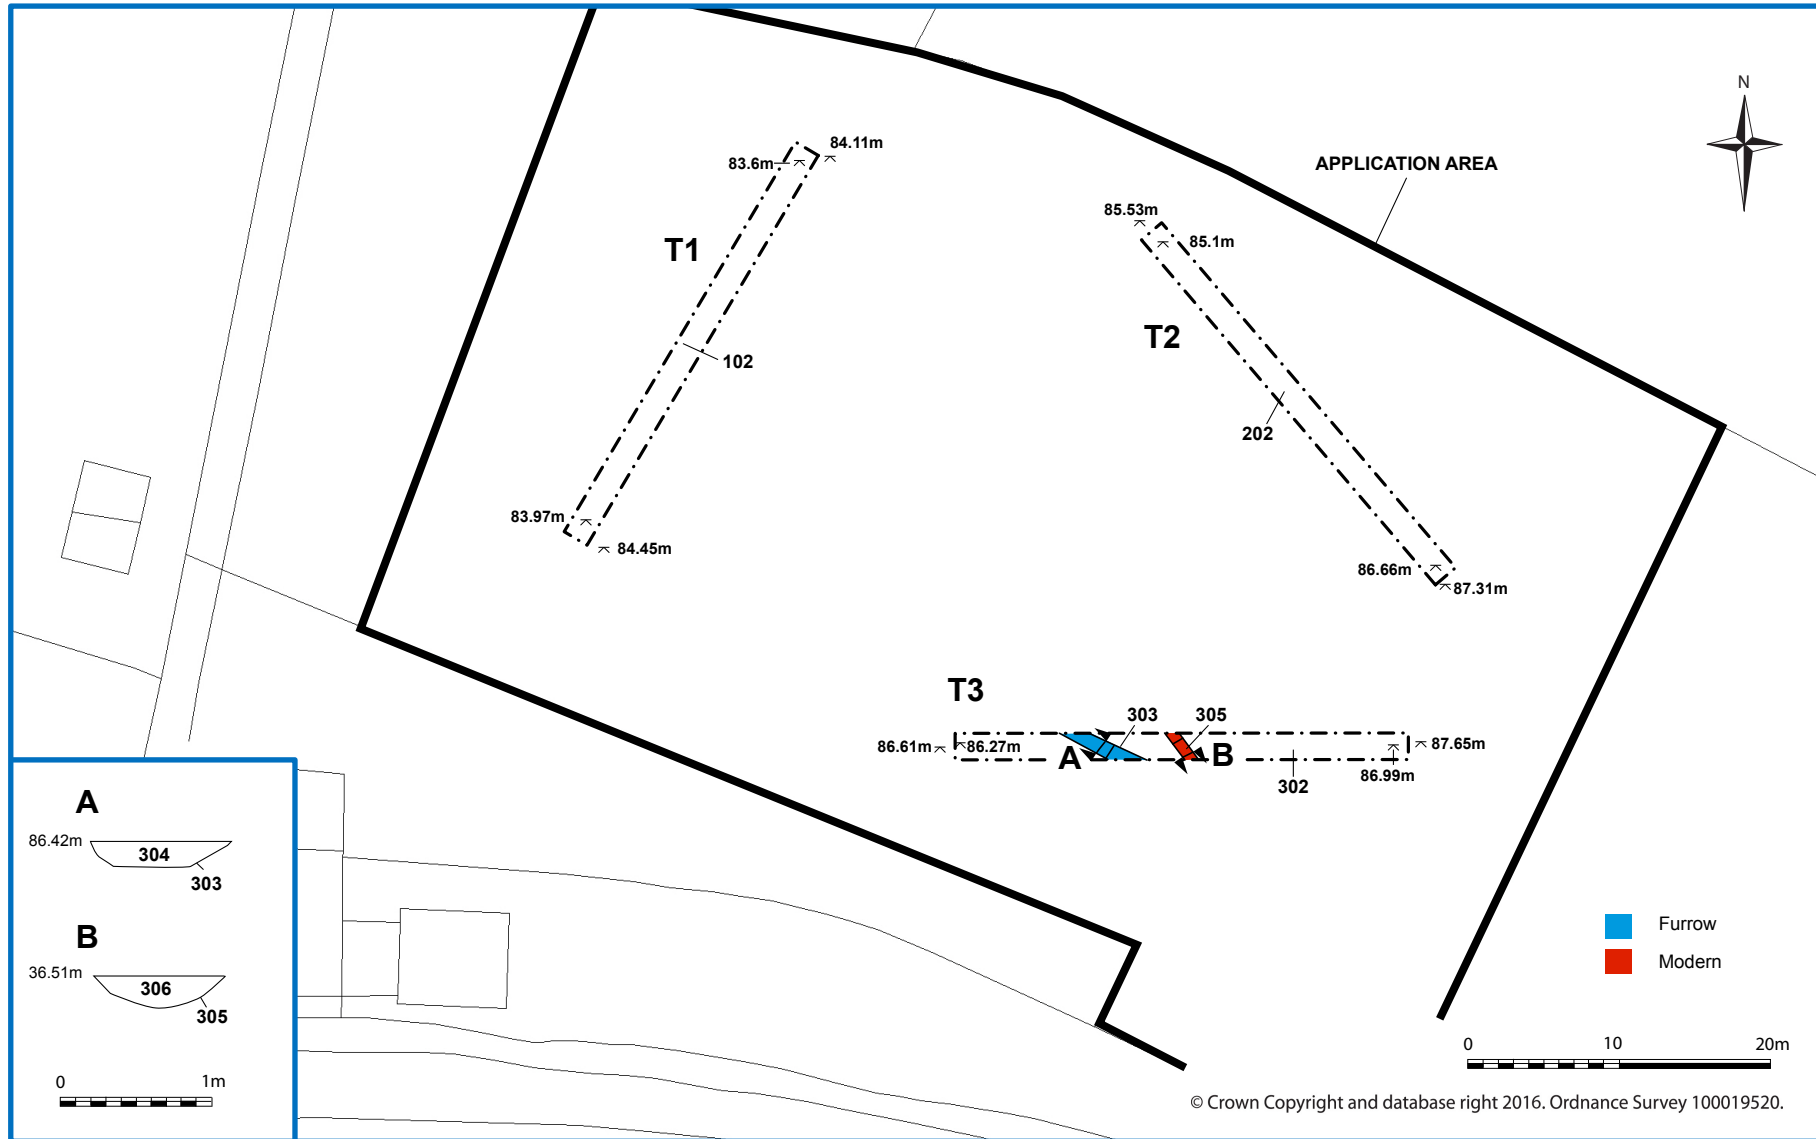 N
84.11m
83.6m
APPLICATION AREA
85.53m
85.1m
T1
T2
102
202
83.97m
84.45m
86.66m
87.31m
T3
303
305
86.61m
86.27m
A
B
87.65m
86.99m
302
A
86.42m
304
303
B
36.51m
306
305
0
1m
Furrow
Modern
0
10
20m
© Crown Copyright and database right 2016. Ordnance Survey 100019520.